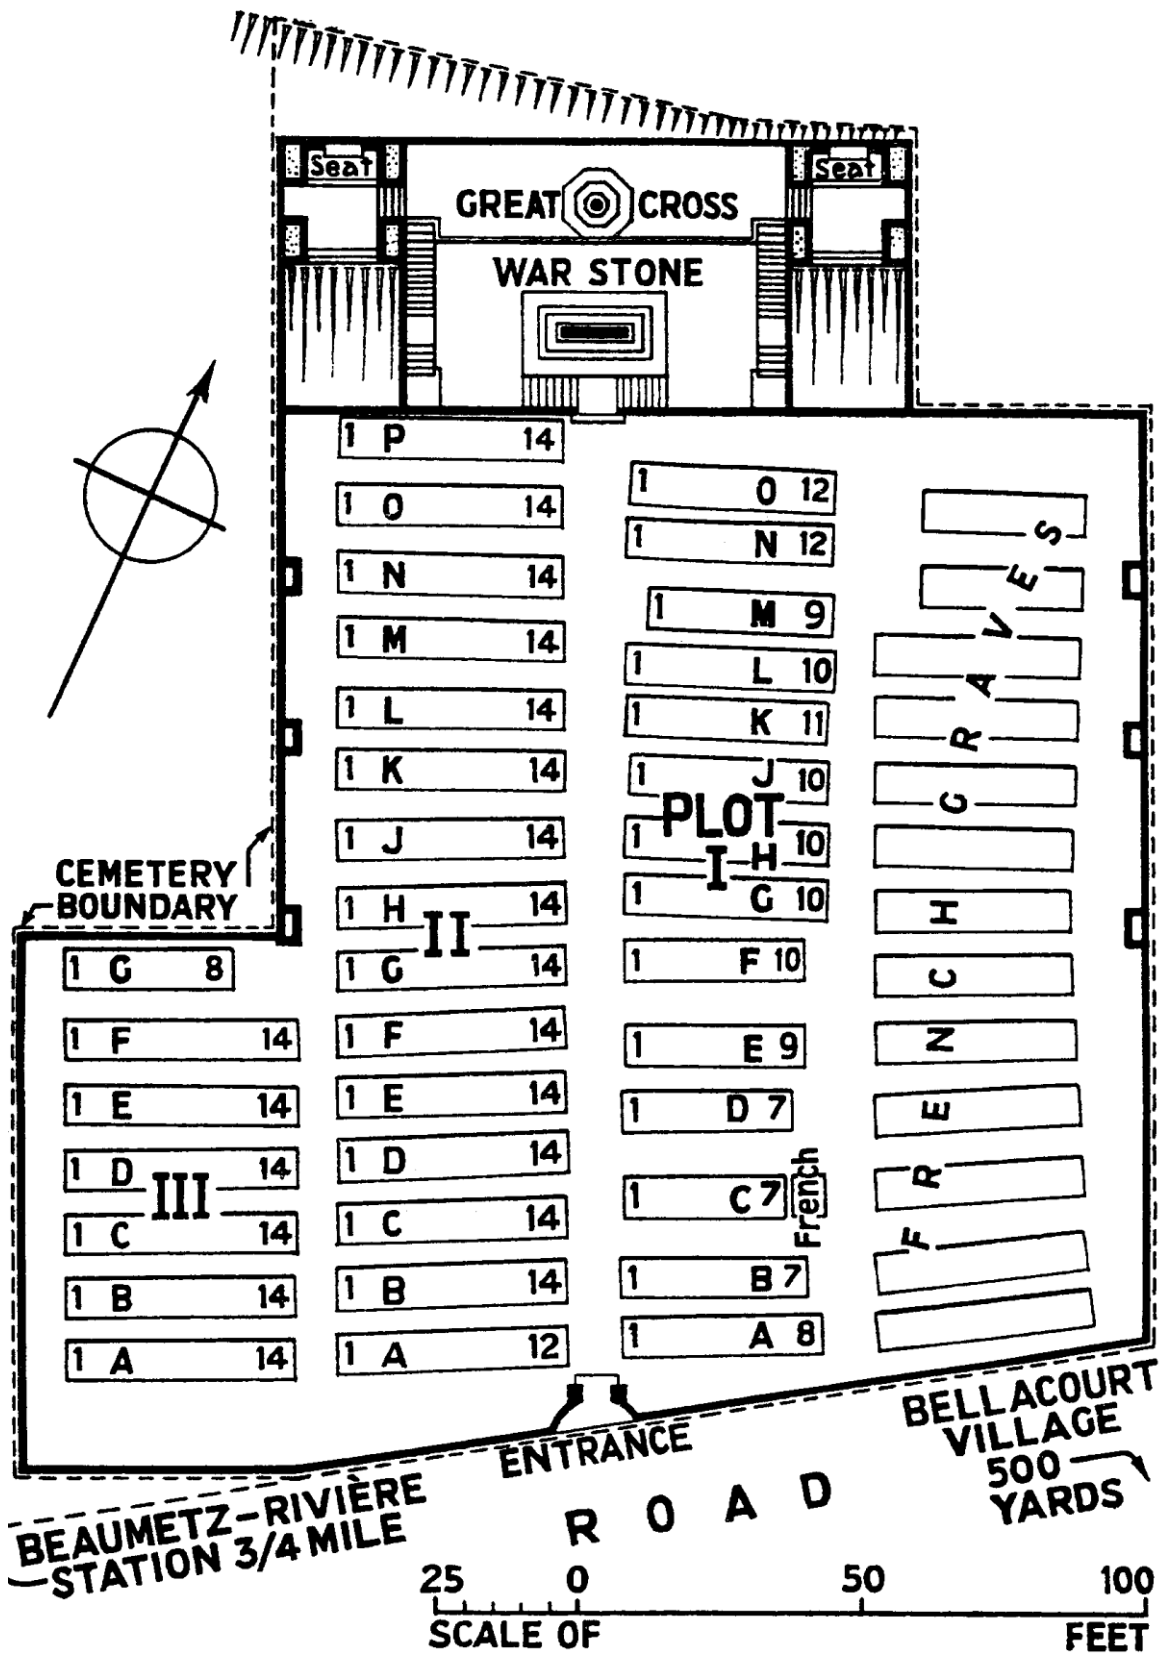 Seat
Seat
GREAT CROSS
WAR STONE
1 P 14
1 O 14
1 N 14
1 M 14
1 L 14
1 K 14
1 J 14
1 H 14
II
1 G 14
1 F 14
1 E 14
1 D 14
1 C 14
1 B 14
1 A 12
1 O 12
1 N 12
1 M 9
1 L 10
1 K 11
1 J 10
PLOT
I
1 H 10
1 G 10
1 F 10
1 E 9
1 D 7
1 C 7
French
1 B 7
1 A 8
FRENCH GRAVES
CEMETERY
BOUNDARY
1 G 8
1 F 14
1 E 14
1 D 14
III
1 C 14
1 B 14
1 A 14
ENTRANCE
BELLACOURT
VILLAGE
500
YARDS
BEAUMETZ-RIVIÈRE
STATION 3/4 MILE
ROAD
25 0 50 100
SCALE OF FEET